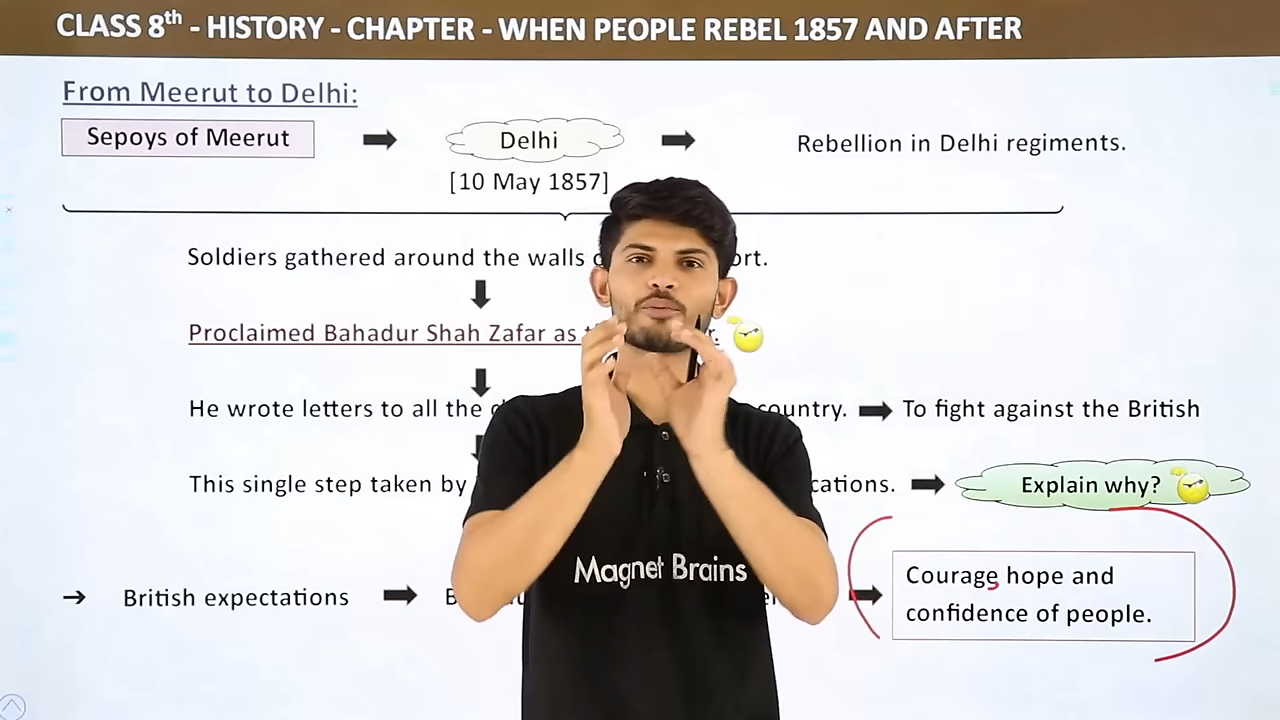 CLASS 8th - HISTORY - CHAPTER - WHEN PEOPLE REBEL 1857 AND AFTER
From Meerut to Delhi:
Sepoys of Meerut
Delhi
Rebellion in Delhi regiments.
[10 May 1857]
Soldiers gathered around the walls
Proclaimed Bahadur Shah Zafar as
He wrote letters to all the
country.
To fight against the British
This single step taken by
Explain why?
Courage, hope and
confidence of people.
British expectations
Magnet Brains